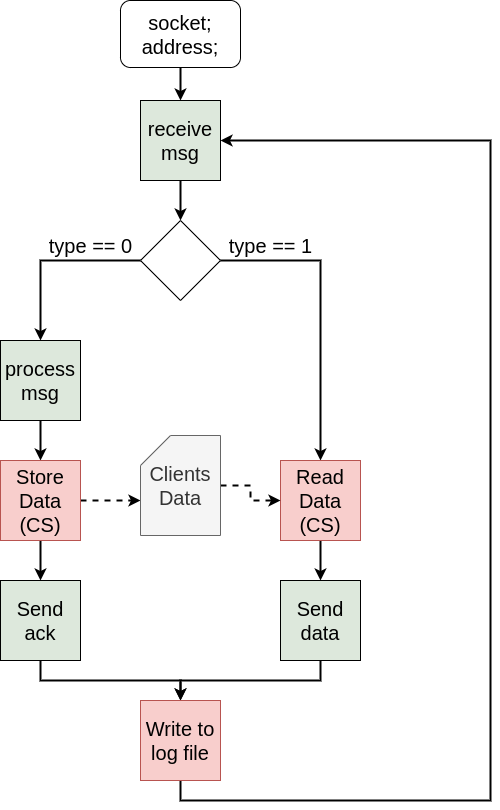 socket;
address;
receive
msg
type == 0
type == 1
process
msg
Store
Data
(CS)
Clients
Data
Read
Data
(CS)
Send
ack
Send
data
Write to
log file